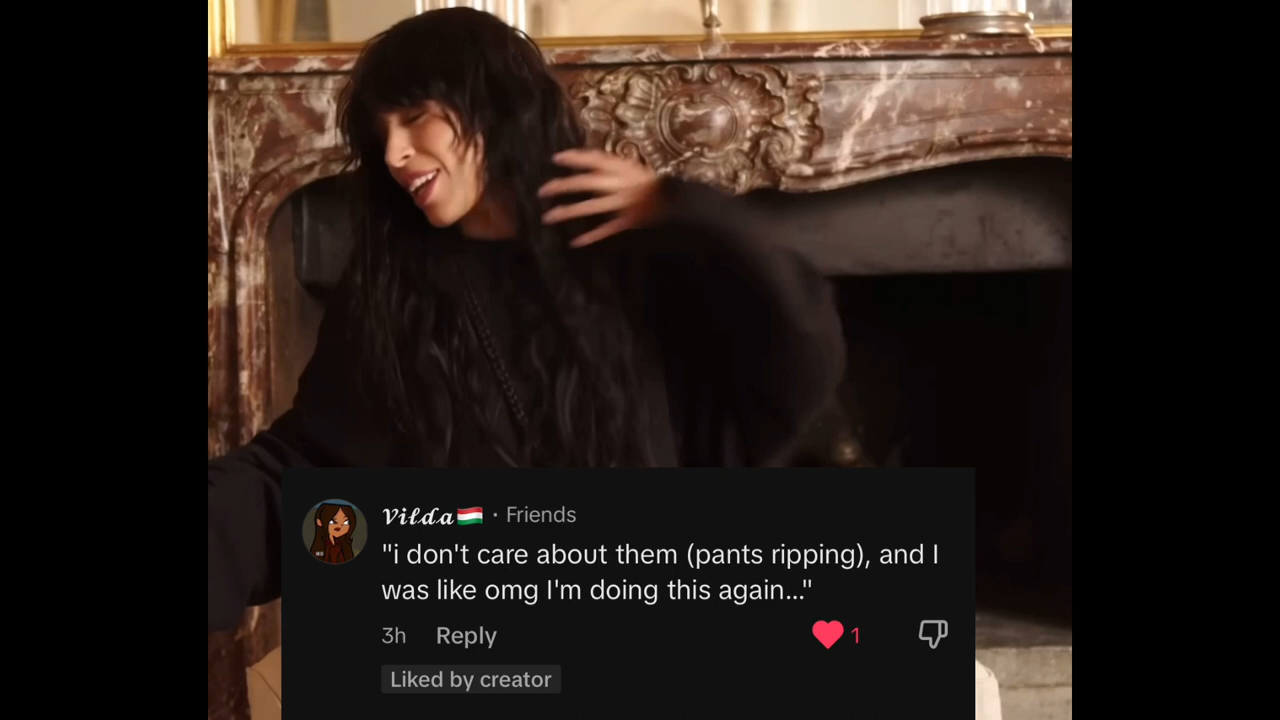 𝓥𝓲𝓵𝓭𝓪🇭🇺 · Friends
"i don't care about them (pants ripping), and I
was like omg I'm doing this again..."
3h Reply 1
Liked by creator